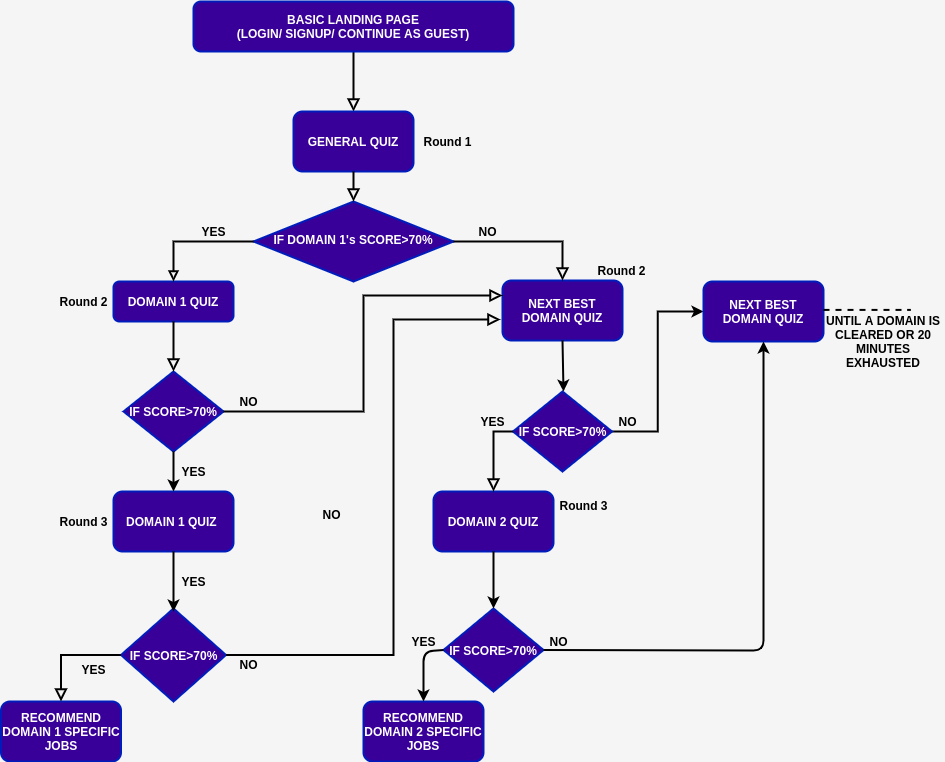 BASIC LANDING PAGE
(LOGIN/ SIGNUP/ CONTINUE AS GUEST)
GENERAL QUIZ
Round 1
IF DOMAIN 1's SCORE>70%
YES
NO
Round 2
DOMAIN 1 QUIZ
Round 2
NEXT BEST
DOMAIN QUIZ
NEXT BEST
DOMAIN QUIZ
UNTIL A DOMAIN IS
CLEARED OR 20
MINUTES
EXHAUSTED
IF SCORE>70%
NO
YES
YES
IF SCORE>70%
NO
Round 3
DOMAIN 1 QUIZ
YES
NO
DOMAIN 2 QUIZ
Round 3
IF SCORE>70%
YES
NO
YES
IF SCORE>70%
NO
RECOMMEND
DOMAIN 1 SPECIFIC
JOBS
RECOMMEND
DOMAIN 2 SPECIFIC
JOBS